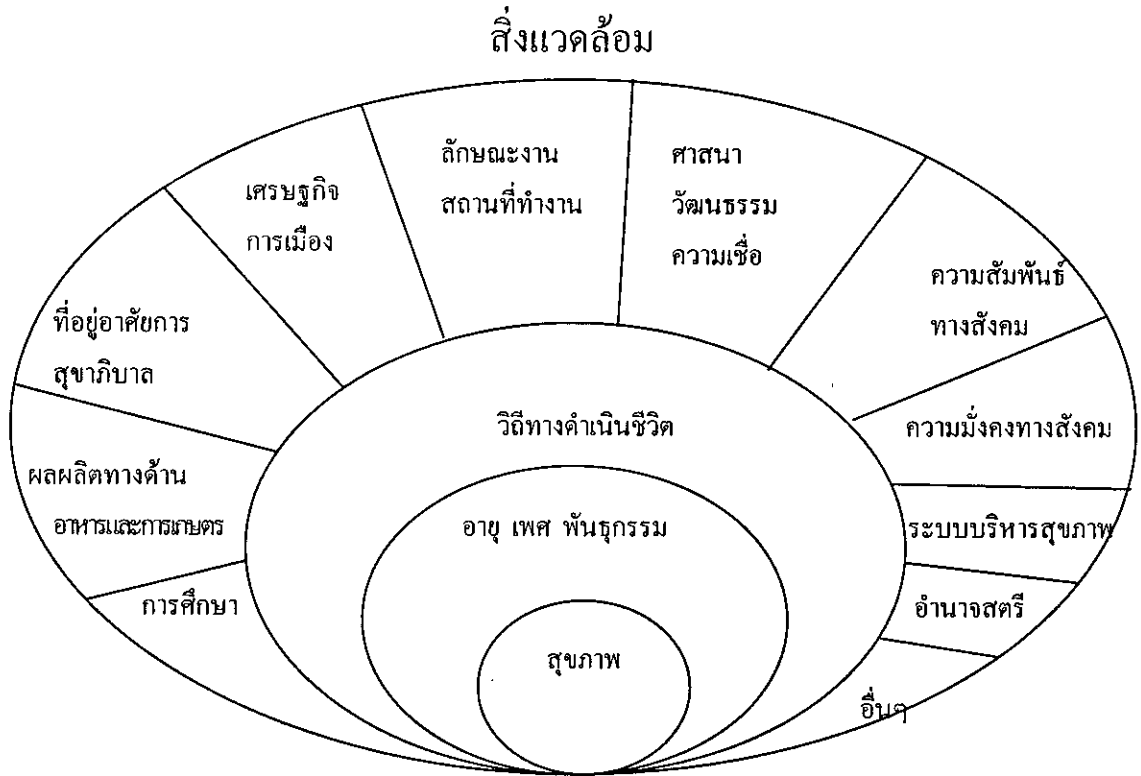 สิ่งแวดล้อม
ลักษณะงาน
สถานที่ทำงาน
ศาสนา
วัฒนธรรม
ความเชื่อ
เศรษฐกิจ
การเมือง
ความสัมพันธ์
ทางสังคม
ที่อยู่อาศัยการ
สุขาภิบาล
วิถีทางดำเนินชีวิต
ความมั่งคงทางสังคม
ผลผลิตทางด้าน
อาหารและการเกษตร
อายุ เพศ พันธุกรรม
ระบบบริหารสุขภาพ
การศึกษา
อำนาจสตรี
สุขภาพ
อื่นๆ